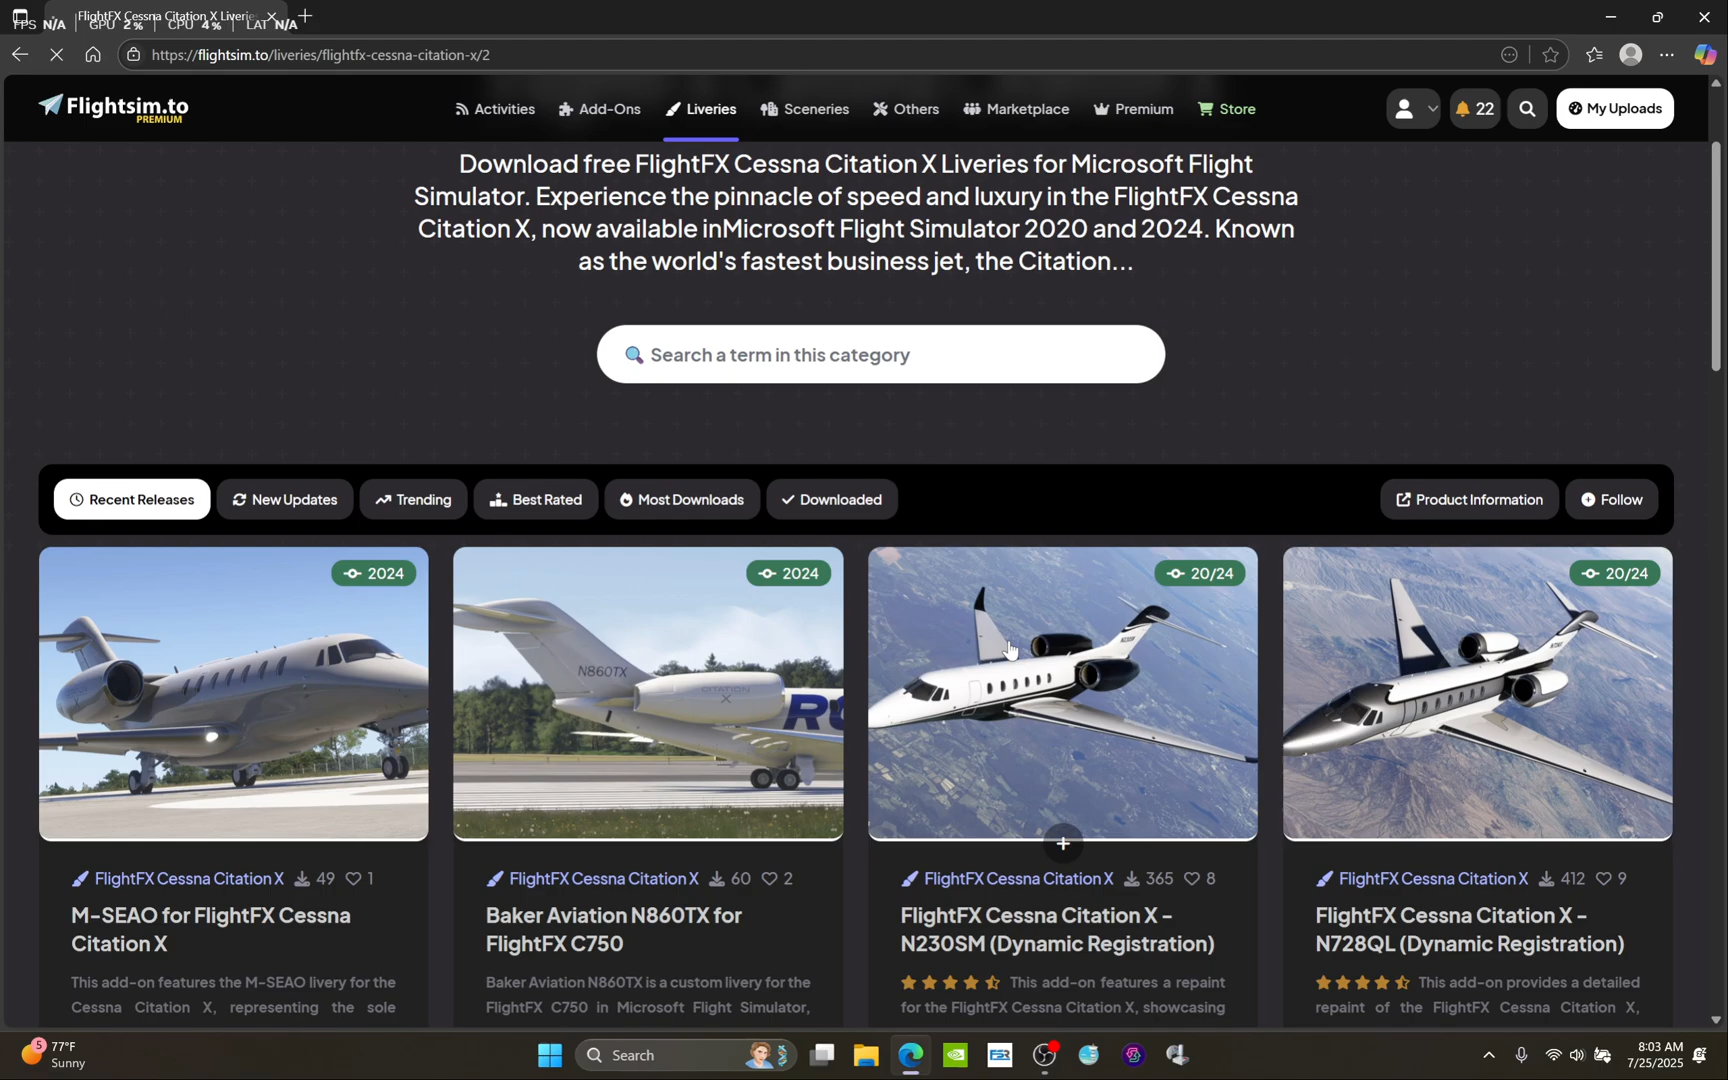 FlightFX Cessna Citation X Liverie
FPS N/A | GPU 2% | CPU 4% | LAT N/A
https://flightsim.to/liveries/flightfx-cessna-citation-x/2
Flightsim.to
PREMIUM
Activities
Add-Ons
Liveries
Sceneries
Others
Marketplace
Premium
Store
22
My Uploads
Download free FlightFX Cessna Citation X Liveries for Microsoft Flight
Simulator. Experience the pinnacle of speed and luxury in the FlightFX Cessna
Citation X, now available inMicrosoft Flight Simulator 2020 and 2024. Known
as the world's fastest business jet, the Citation...
Search a term in this category
Recent Releases
New Updates
Trending
Best Rated
Most Downloads
Downloaded
Product Information
Follow
2024
N860TX
CITATION
X
2024
20/24
20/24
FlightFX Cessna Citation X 49 1
M-SEAO for FlightFX Cessna
Citation X
This add-on features the M-SEAO livery for the
Cessna Citation X, representing the sole
FlightFX Cessna Citation X 60 2
Baker Aviation N860TX for
FlightFX C750
Baker Aviation N860TX is a custom livery for the
FlightFX C750 in Microsoft Flight Simulator,
FlightFX Cessna Citation X 365 8
FlightFX Cessna Citation X -
N230SM (Dynamic Registration)
This add-on features a repaint
for the FlightFX Cessna Citation X, showcasing
FlightFX Cessna Citation X 412 9
FlightFX Cessna Citation X -
N728QL (Dynamic Registration)
This add-on provides a detailed
repaint of the FlightFX Cessna Citation X,
5
77°F
Sunny
Search
FSR
8:03 AM
7/25/2025